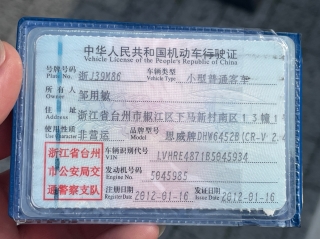 中华人民共和国机动车行驶证
Vehicle License of the People's Republic of China
号牌号码 浙J39M86 车辆类型 小型普通客车
Plate No. Vehicle Type
所有人 邹用敏
Owner
住址 浙江省台州市椒江区下马新村南区13幢1
Address
使用性质 非营运 品牌型号 思威牌DHW6452B(CR-V 2.
Use Character Model
浙江省台州市公安局交通警察支队
车辆识别代号 LVHRE4871B5045934
VIN
发动机号码 5045985
Engine No.
注册日期 2012-01-16 发证日期 2012-01-16
Register Date Issue Date